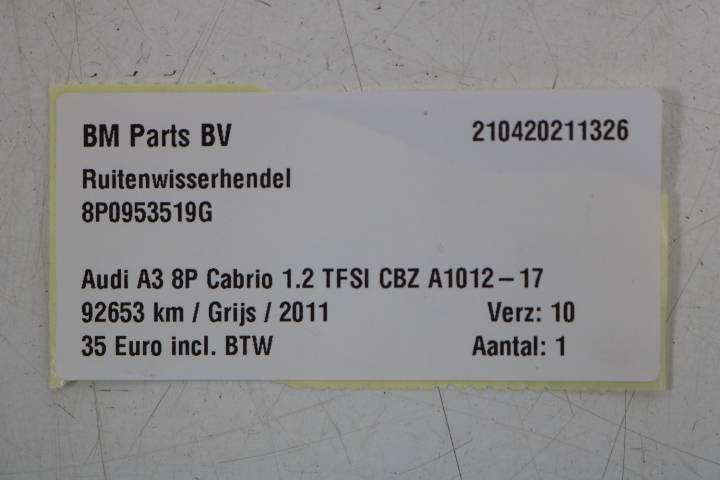 BM Parts BV 210420211326
Ruitenwisserhendel
8P0953519G
Audi A3 8P Cabrio 1.2 TFSI CBZ A1012-17
92653 km / Grijs / 2011 Verz: 10
35 Euro incl. BTW Aantal: 1